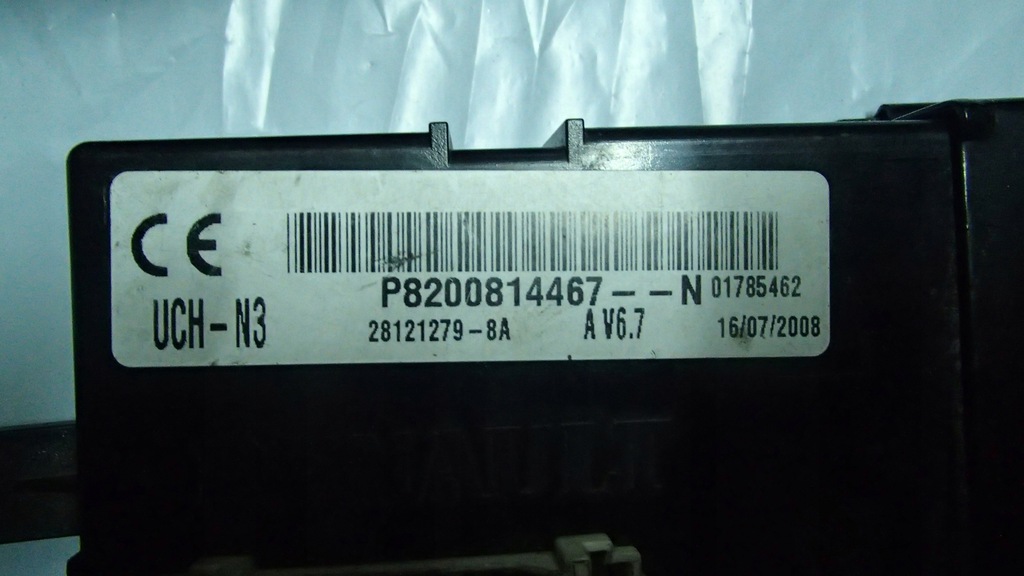 CE
P8200814467--N 01785462
UCH-N3
28121279-8A A V6.7 16/07/2008